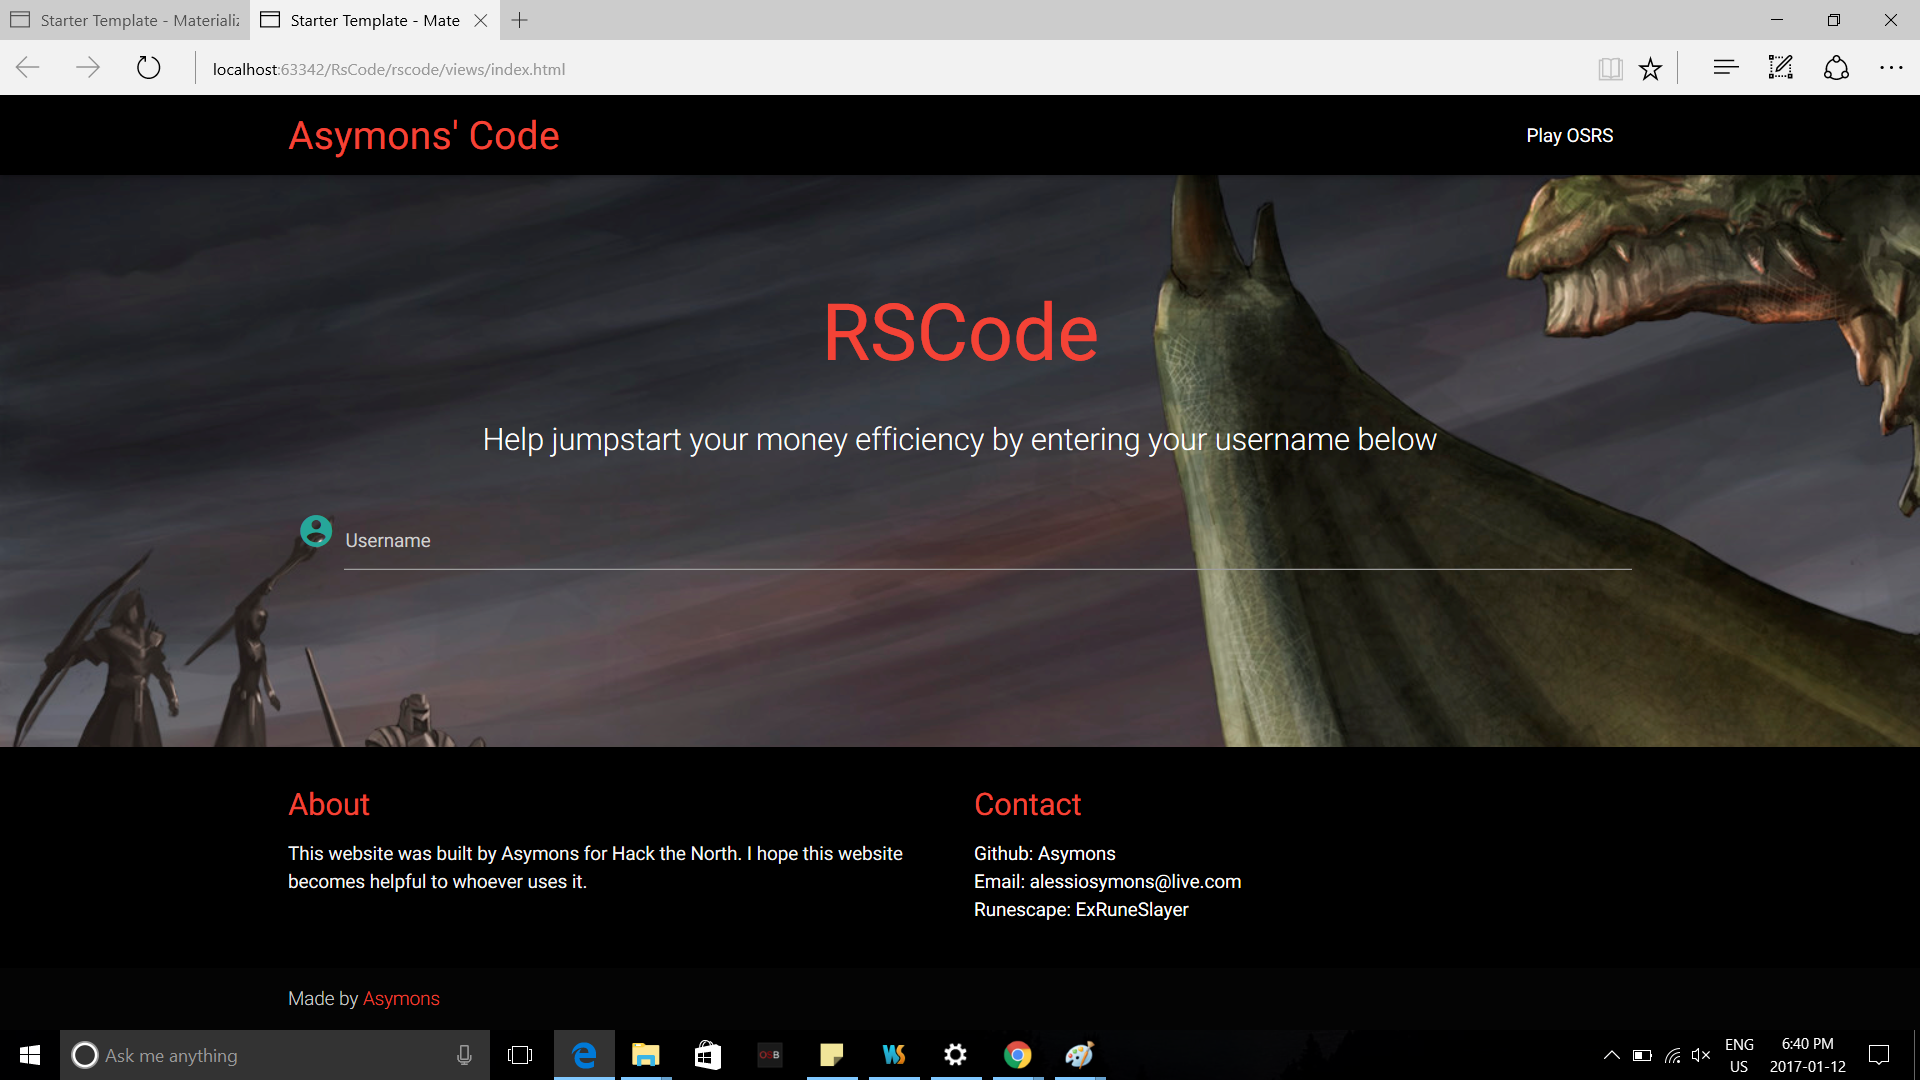 Starter Template - Materializ
Starter Template - Mate
localhost:63342/RsCode/rscode/views/index.html
Asymons' Code
Play OSRS
RSCode
Help jumpstart your money efficiency by entering your username below
Username
About
This website was built by Asymons for Hack the North. I hope this website
becomes helpful to whoever uses it.
Contact
Github: Asymons
Email: alessiosymons@live.com
Runescape: ExRuneSlayer
Made by Asymons
Ask me anything
OSB
WS
ENG
US
6:40 PM
2017-01-12